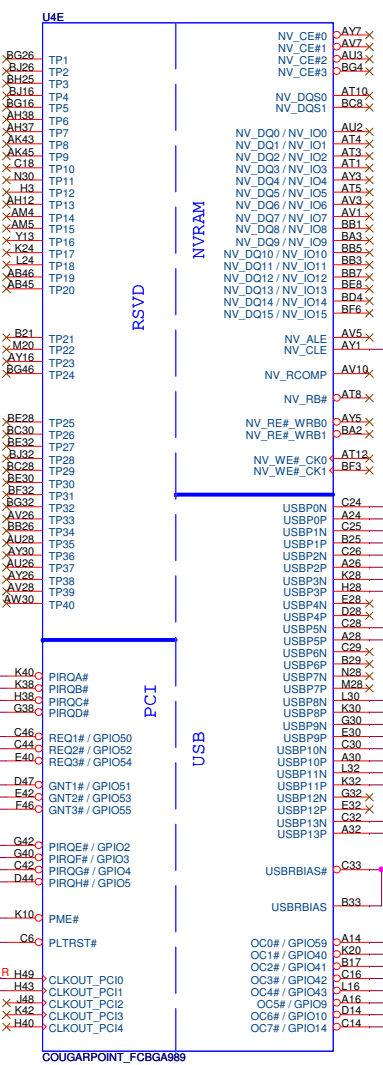 U4E
BG26 TP1
BJ26 TP2
BH25 TP3
BJ16 TP4
BG16 TP5
AH38 TP6
AH37 TP7
AK43 TP8
AK45 TP9
C18 TP10
N30 TP11
H3 TP12
AH12 TP13
AM4 TP14
AM5 TP15
Y13 TP16
K24 TP17
L24 TP18
AB46 TP19
AB45 TP20
B21 TP21
M20 TP22
AY16 TP23
BG46 TP24
BE28 TP25
BC30 TP26
BE32 TP27
BJ32 TP28
BC28 TP29
BE30 TP30
BF32 TP31
BG32 TP32
AV26 TP33
BB26 TP34
AU28 TP35
AY30 TP36
AU26 TP37
AY26 TP38
AV28 TP39
AW30 TP40
RSVD
K40 PIRQA#
K38 PIRQB#
H38 PIRQC#
G38 PIRQD#
C46 REQ1# / GPIO50
C44 REQ2# / GPIO52
E40 REQ3# / GPIO54
D47 GNT1# / GPIO51
E42 GNT2# / GPIO53
F46 GNT3# / GPIO55
G42 PIRQE# / GPIO2
G40 PIRQF# / GPIO3
C42 PIRQG# / GPIO4
D44 PIRQH# / GPIO5
K10 PME#
C6 PLTRST#
R H49 CLKOUT_PCI0
H43 CLKOUT_PCI1
J48 CLKOUT_PCI2
K42 CLKOUT_PCI3
H40 CLKOUT_PCI4
PCI
NVRAM
NV_CE#0 AY7
NV_CE#1 AV7
NV_CE#2 AU3
NV_CE#3 BG4
NV_DQS0 AT10
NV_DQS1 BC8
NV_DQ0 / NV_IO0 AU2
NV_DQ1 / NV_IO1 AT4
NV_DQ2 / NV_IO2 AT3
NV_DQ3 / NV_IO3 AT1
NV_DQ4 / NV_IO4 AY3
NV_DQ5 / NV_IO5 AT5
NV_DQ6 / NV_IO6 AV3
NV_DQ7 / NV_IO7 AV1
NV_DQ8 / NV_IO8 BB1
NV_DQ9 / NV_IO9 BA3
NV_DQ10 / NV_IO10 BB5
NV_DQ11 / NV_IO11 BB3
NV_DQ12 / NV_IO12 BB7
NV_DQ13 / NV_IO13 BE8
NV_DQ14 / NV_IO14 BD4
NV_DQ15 / NV_IO15 BF6
NV_ALE AV5
NV_CLE AY1
NV_RCOMP AV10
NV_RB# AT8
NV_RE#_WRB0 AY5
NV_RE#_WRB1 BA2
NV_WE#_CK0 AT12
NV_WE#_CK1 BF3
USB
USBP0N C24
USBP0P A24
USBP1N C25
USBP1P B25
USBP2N C26
USBP2P A26
USBP3N K28
USBP3P H28
USBP4N E28
USBP4P D28
USBP5N C28
USBP5P A28
USBP6N C29
USBP6P B29
USBP7N N28
USBP7P M28
USBP8N L30
USBP8P K30
USBP9N G30
USBP9P E30
USBP10N C30
USBP10P A30
USBP11N L32
USBP11P K32
USBP12N G32
USBP12P E32
USBP13N C32
USBP13P A32
USBRBIAS# C33
USBRBIAS B33
OC0# / GPIO59 A14
OC1# / GPIO40 K20
OC2# / GPIO41 B17
OC3# / GPIO42 C16
OC4# / GPIO43 L16
OC5# / GPIO9 A16
OC6# / GPIO10 D14
OC7# / GPIO14 C14
COUGARPOINT_FCBGA989